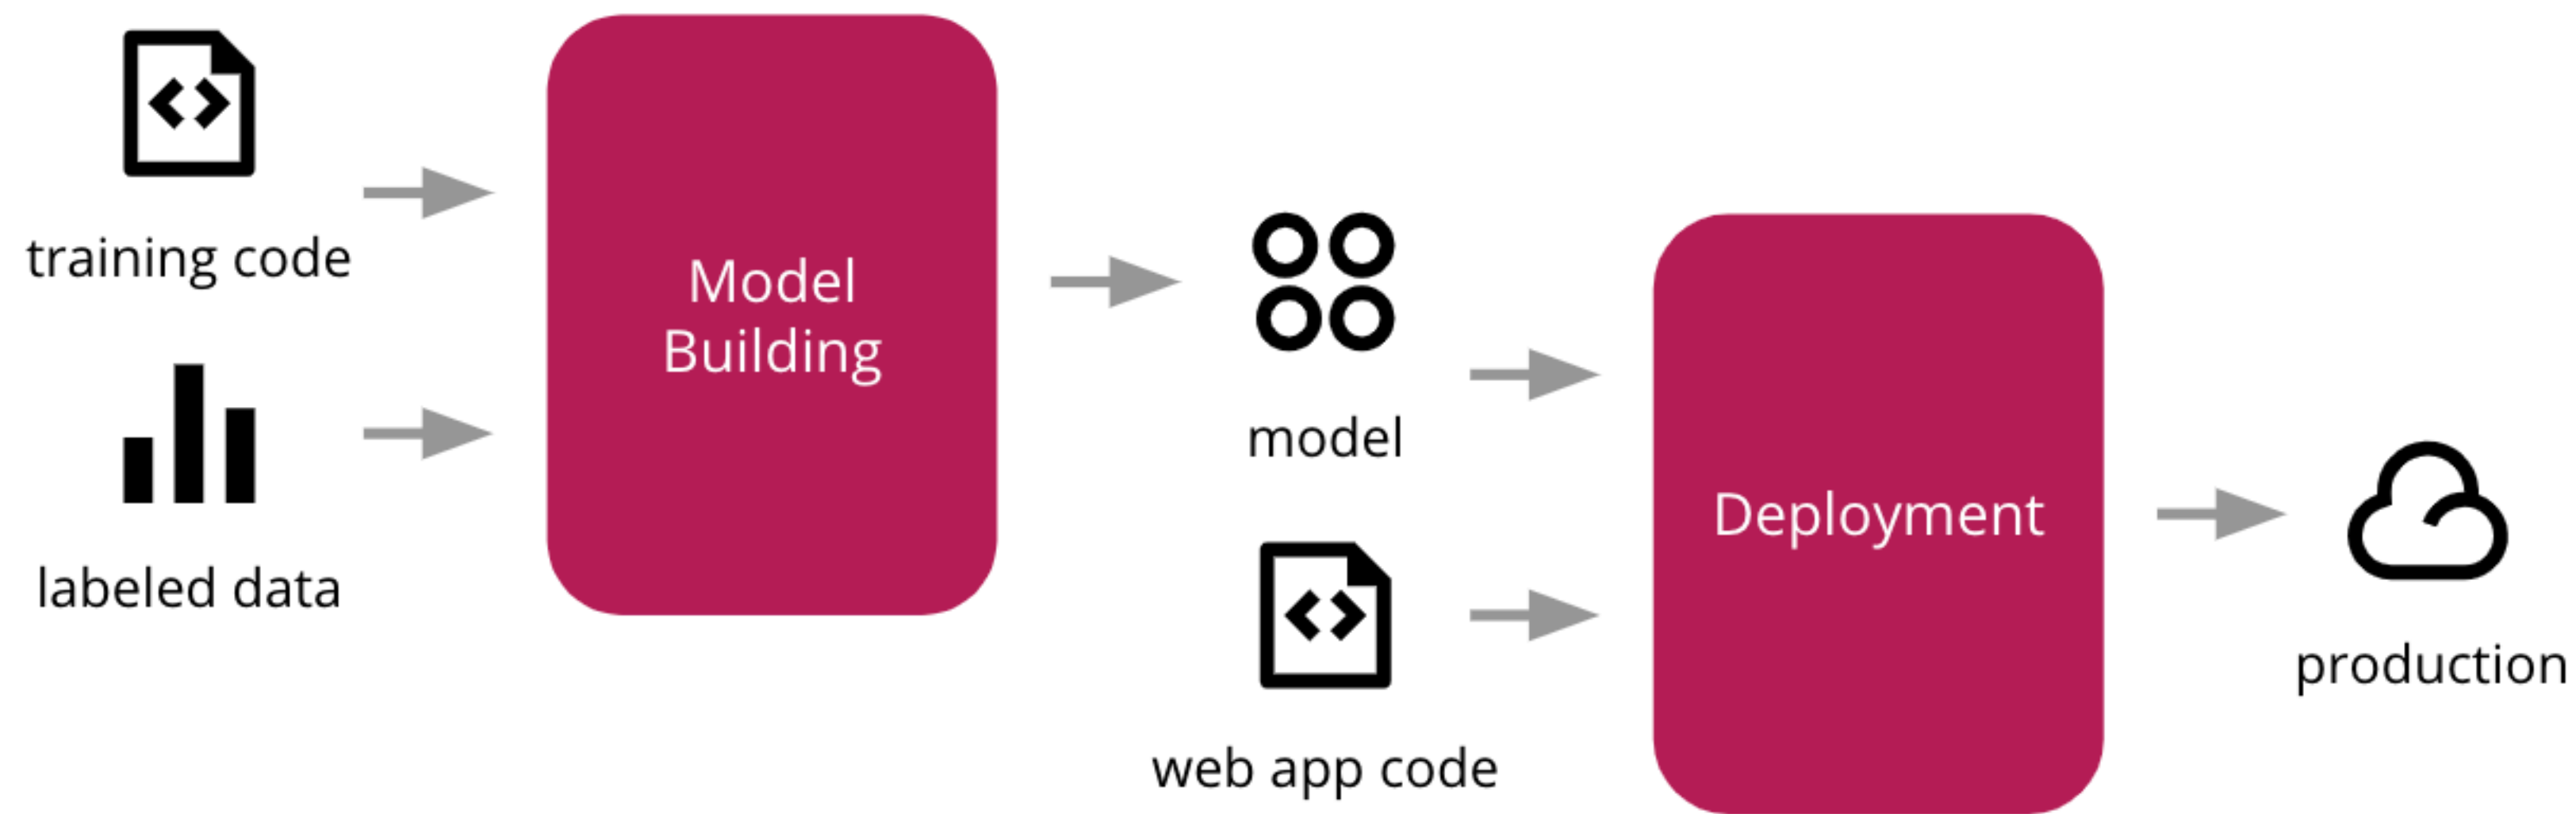 training code
labeled data
Model
Building
model
web app code
Deployment
production